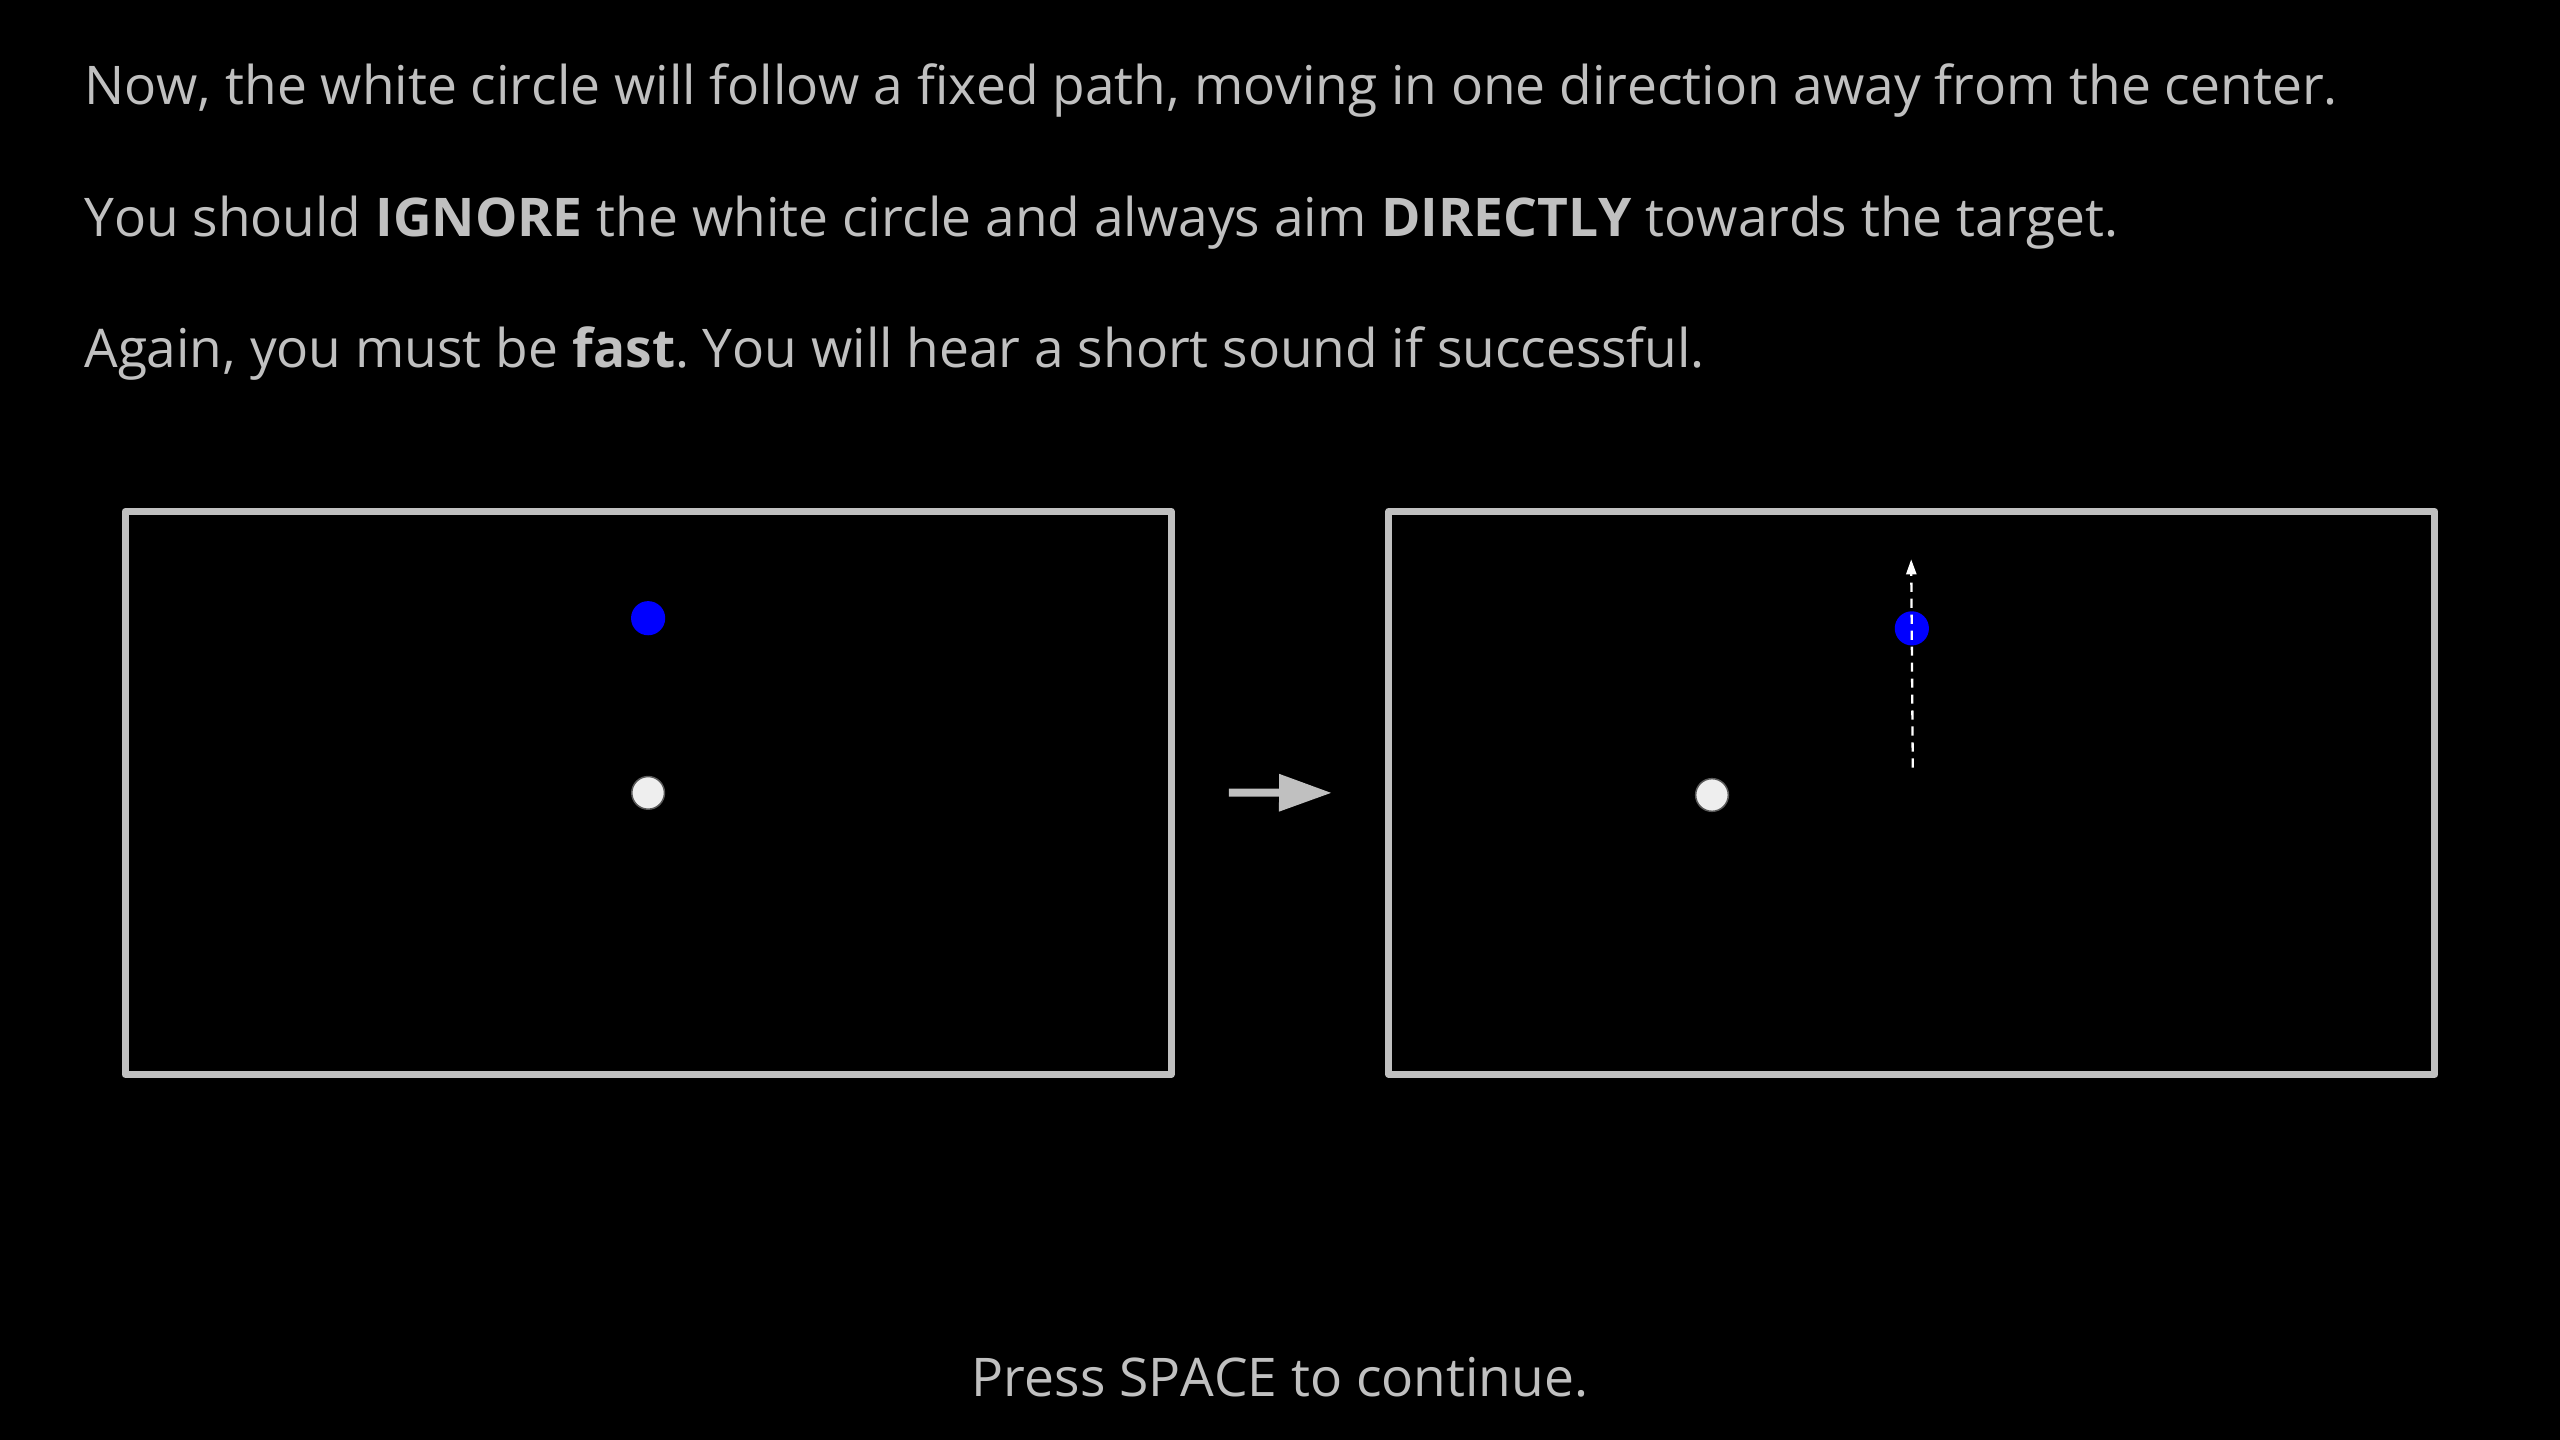 Now, the white circle will follow a fixed path, moving in one direction away from the center.
You should IGNORE the white circle and always aim DIRECTLY towards the target.
Again, you must be fast. You will hear a short sound if successful.
Press SPACE to continue.